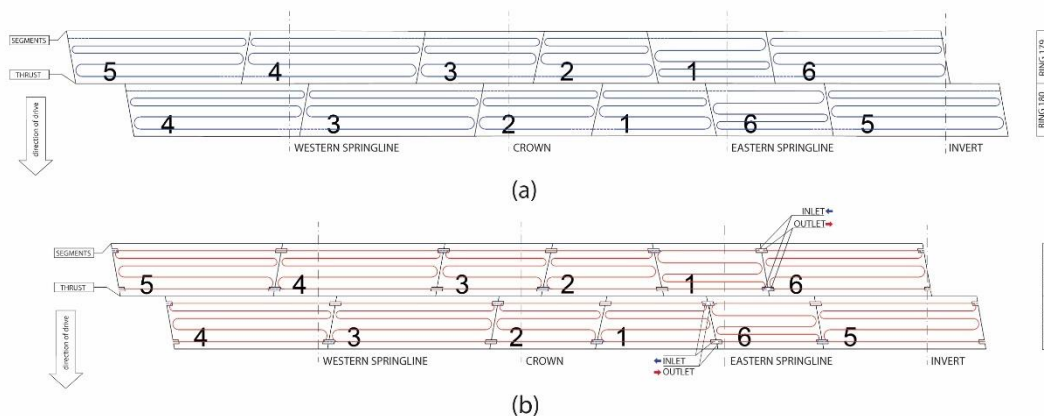 SEGMENTS
5 4 3 2 1 6
RING 179
THRUST
direction of drive
4 3 2 1 6 5
RING 180
WESTERN SPRINGLINE CROWN EASTERN SPRINGLINE INVERT
(a)
INLET
OUTLET
SEGMENTS
5 4 3 2 1 6
THRUST
direction of drive
4 3 2 1 6 5
WESTERN SPRINGLINE CROWN INLET EASTERN SPRINGLINE INVERT
OUTLET
(b)